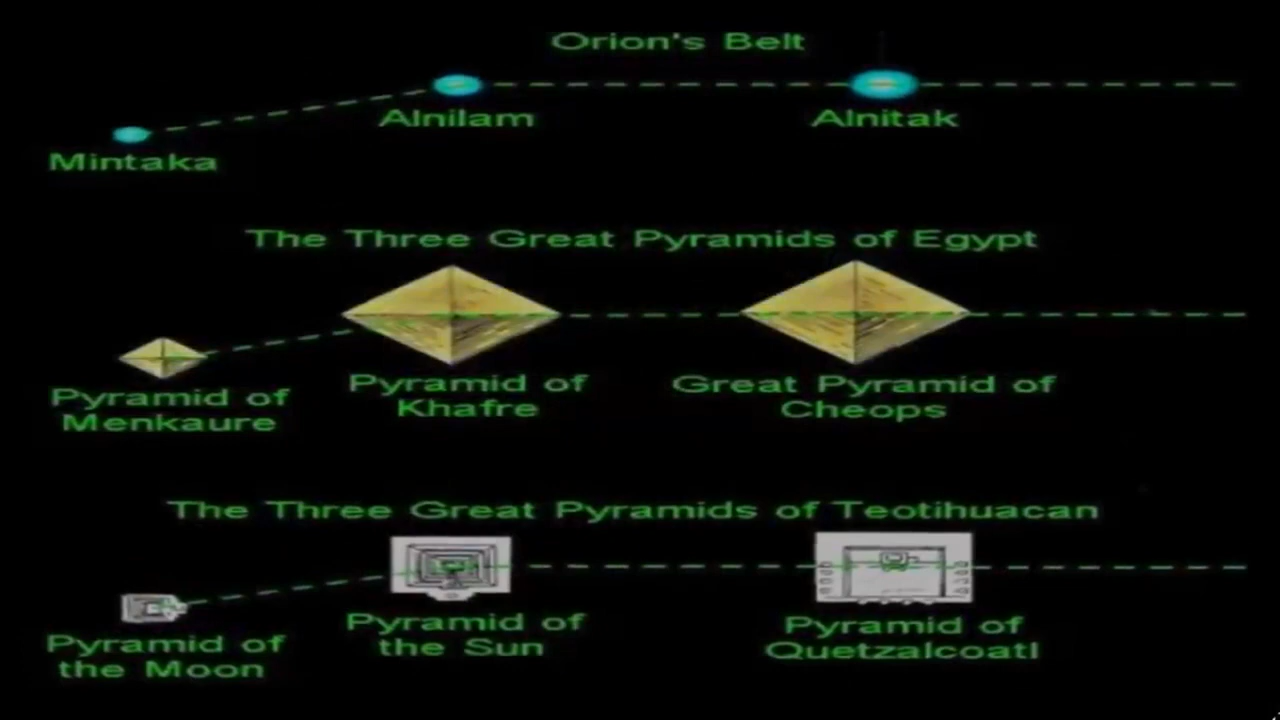 Orion's Belt
Alnilam
Alnitak
Mintaka
The Three Great Pyramids of Egypt
Pyramid of
Menkaure
Pyramid of
Khafre
Great Pyramid of
Cheops
The Three Great Pyramids of Teotihuacan
Pyramid of
the Moon
Pyramid of
the Sun
Pyramid of
Quetzalcoatl